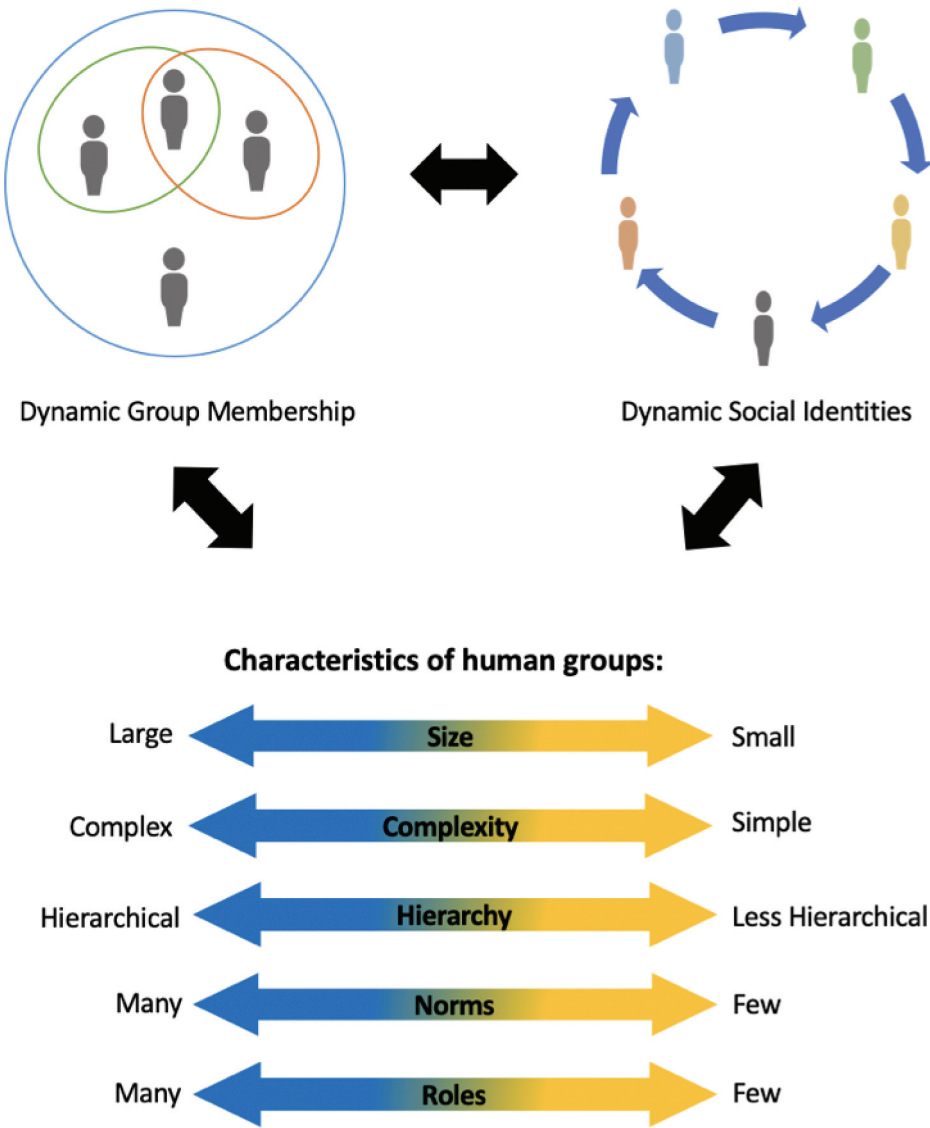 Dynamic Group Membership
Dynamic Social Identities
Characteristics of human groups:
Large Size Small
Complex Complexity Simple
Hierarchical Hierarchy Less Hierarchical
Many Norms Few
Many Roles Few